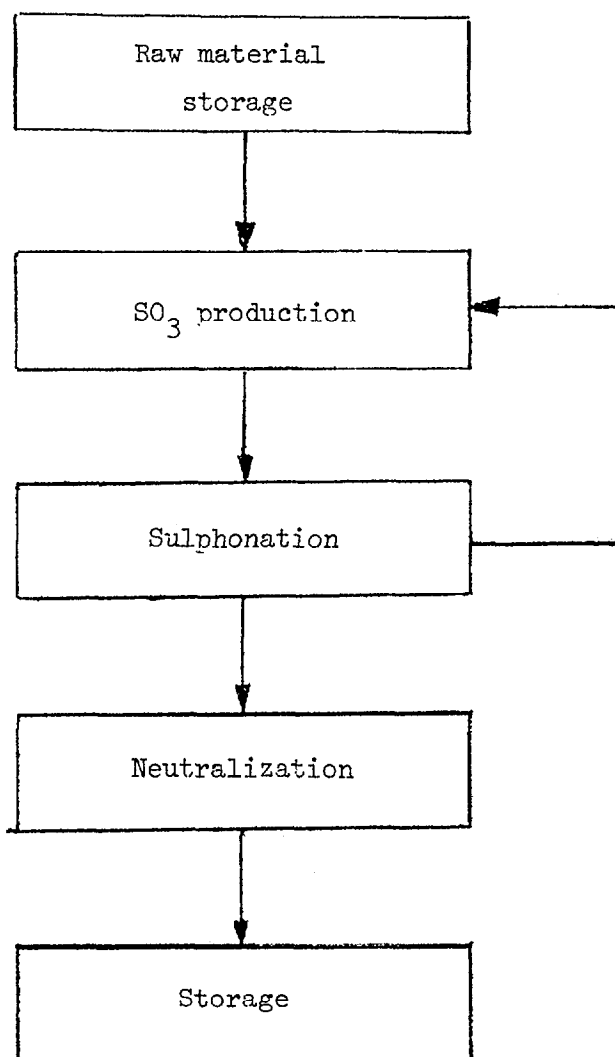 Raw material
storage
SO₃ production
Sulphonation
Neutralization
Storage